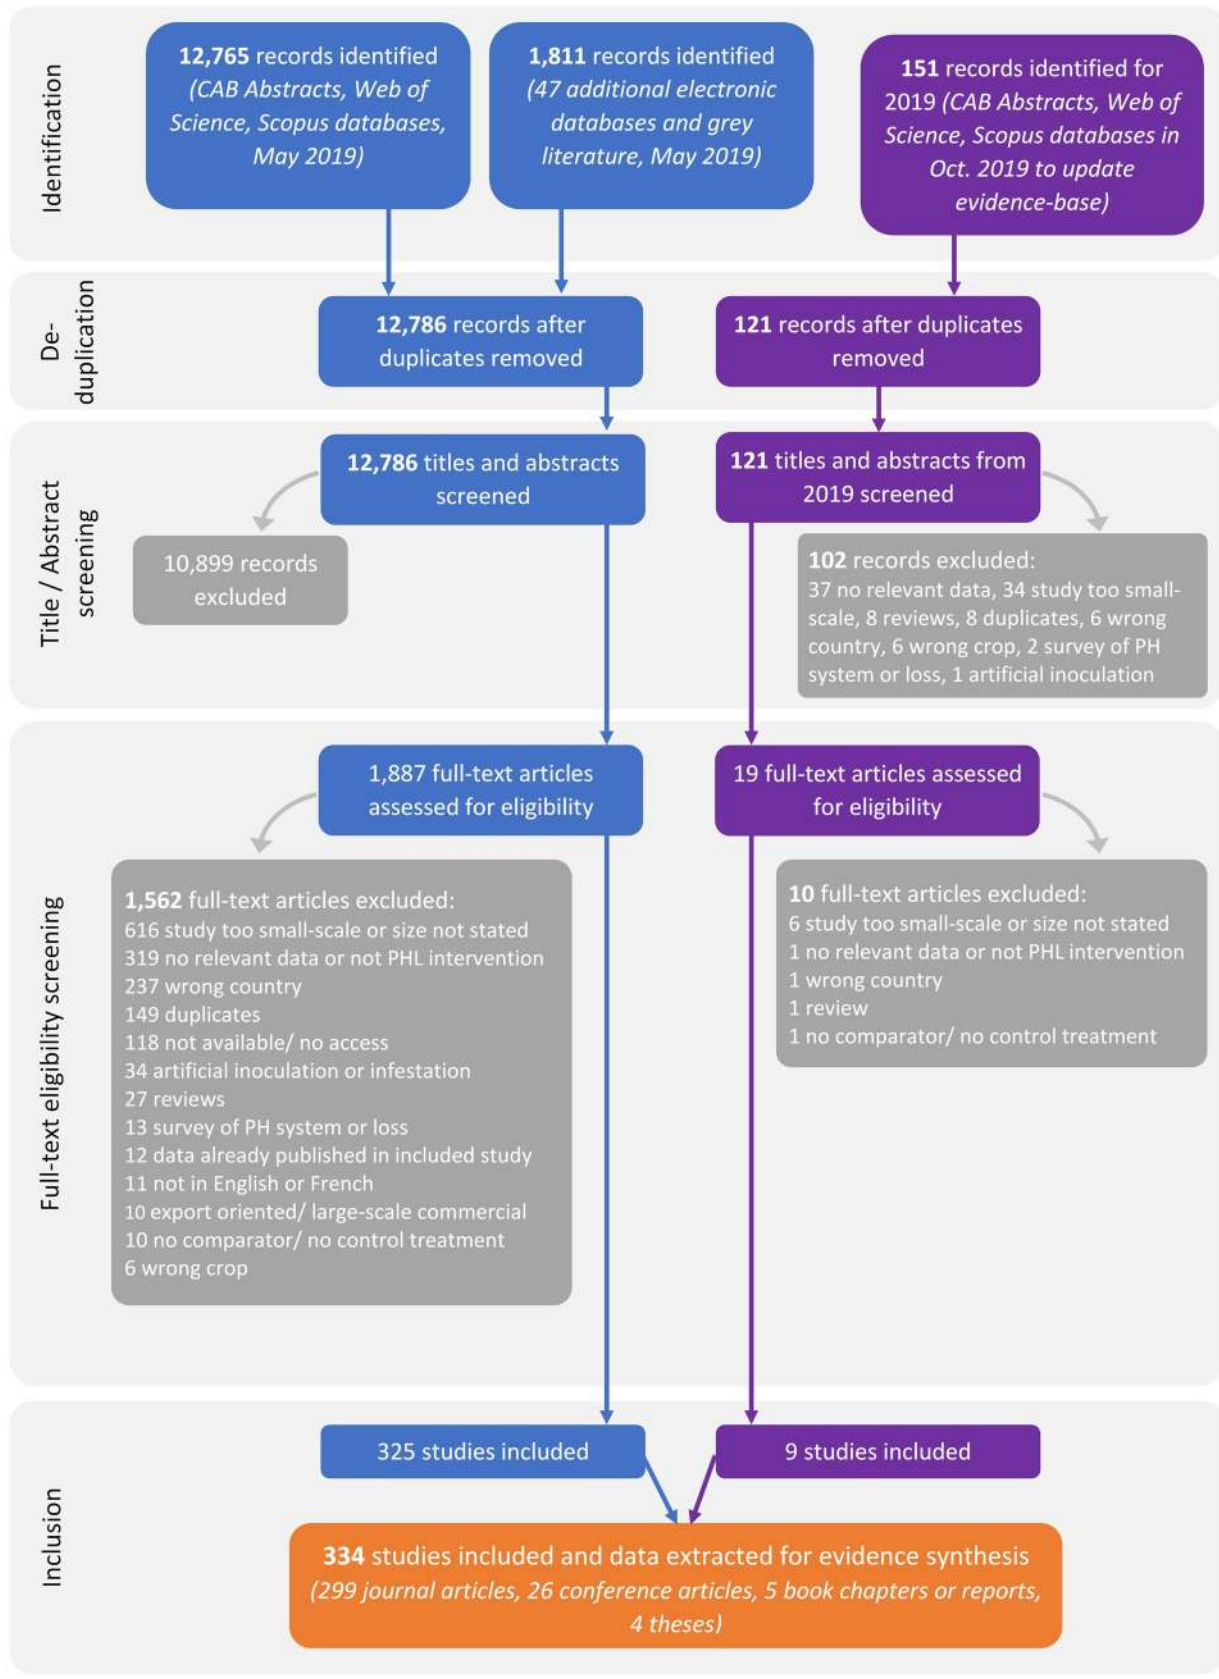 Identification
12,765 records identified
(CAB Abstracts, Web of
Science, Scopus databases,
May 2019)
1,811 records identified
(47 additional electronic
databases and grey
literature, May 2019)
151 records identified for
2019 (CAB Abstracts, Web of
Science, Scopus databases in
Oct. 2019 to update
evidence-base)
De-
duplication
12,786 records after
duplicates removed
121 records after duplicates
removed
Title / Abstract
screening
12,786 titles and abstracts
screened
121 titles and abstracts from
2019 screened
10,899 records
excluded
102 records excluded:
37 no relevant data, 34 study too small-
scale, 8 reviews, 8 duplicates, 6 wrong
country, 6 wrong crop, 2 survey of PH
system or loss, 1 artificial inoculation
Full-text eligibility screening
1,887 full-text articles
assessed for eligibility
19 full-text articles assessed
for eligibility
1,562 full-text articles excluded:
616 study too small-scale or size not stated
319 no relevant data or not PHL intervention
237 wrong country
149 duplicates
118 not available/ no access
34 artificial inoculation or infestation
27 reviews
13 survey of PH system or loss
12 data already published in included study
11 not in English or French
10 export oriented/ large-scale commercial
10 no comparator/ no control treatment
6 wrong crop
10 full-text articles excluded:
6 study too small-scale or size not stated
1 no relevant data or not PHL intervention
1 wrong country
1 review
1 no comparator/ no control treatment
Inclusion
325 studies included
9 studies included
334 studies included and data extracted for evidence synthesis
(299 journal articles, 26 conference articles, 5 book chapters or reports,
4 theses)